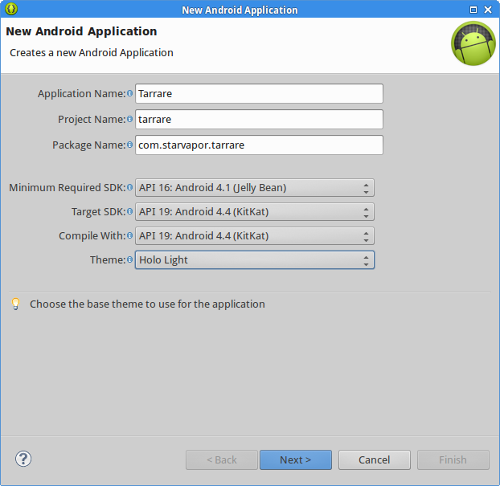 New Android Application
New Android Application
Creates a new Android Application
Application Name: Tarrare
Project Name: tarrare
Package Name: com.starvapor.tarrare
Minimum Required SDK: API 16: Android 4.1 (Jelly Bean)
Target SDK: API 19: Android 4.4 (KitKat)
Compile With: API 19: Android 4.4 (KitKat)
Theme: Holo Light
Choose the base theme to use for the application
? < Back Next > Cancel Finish